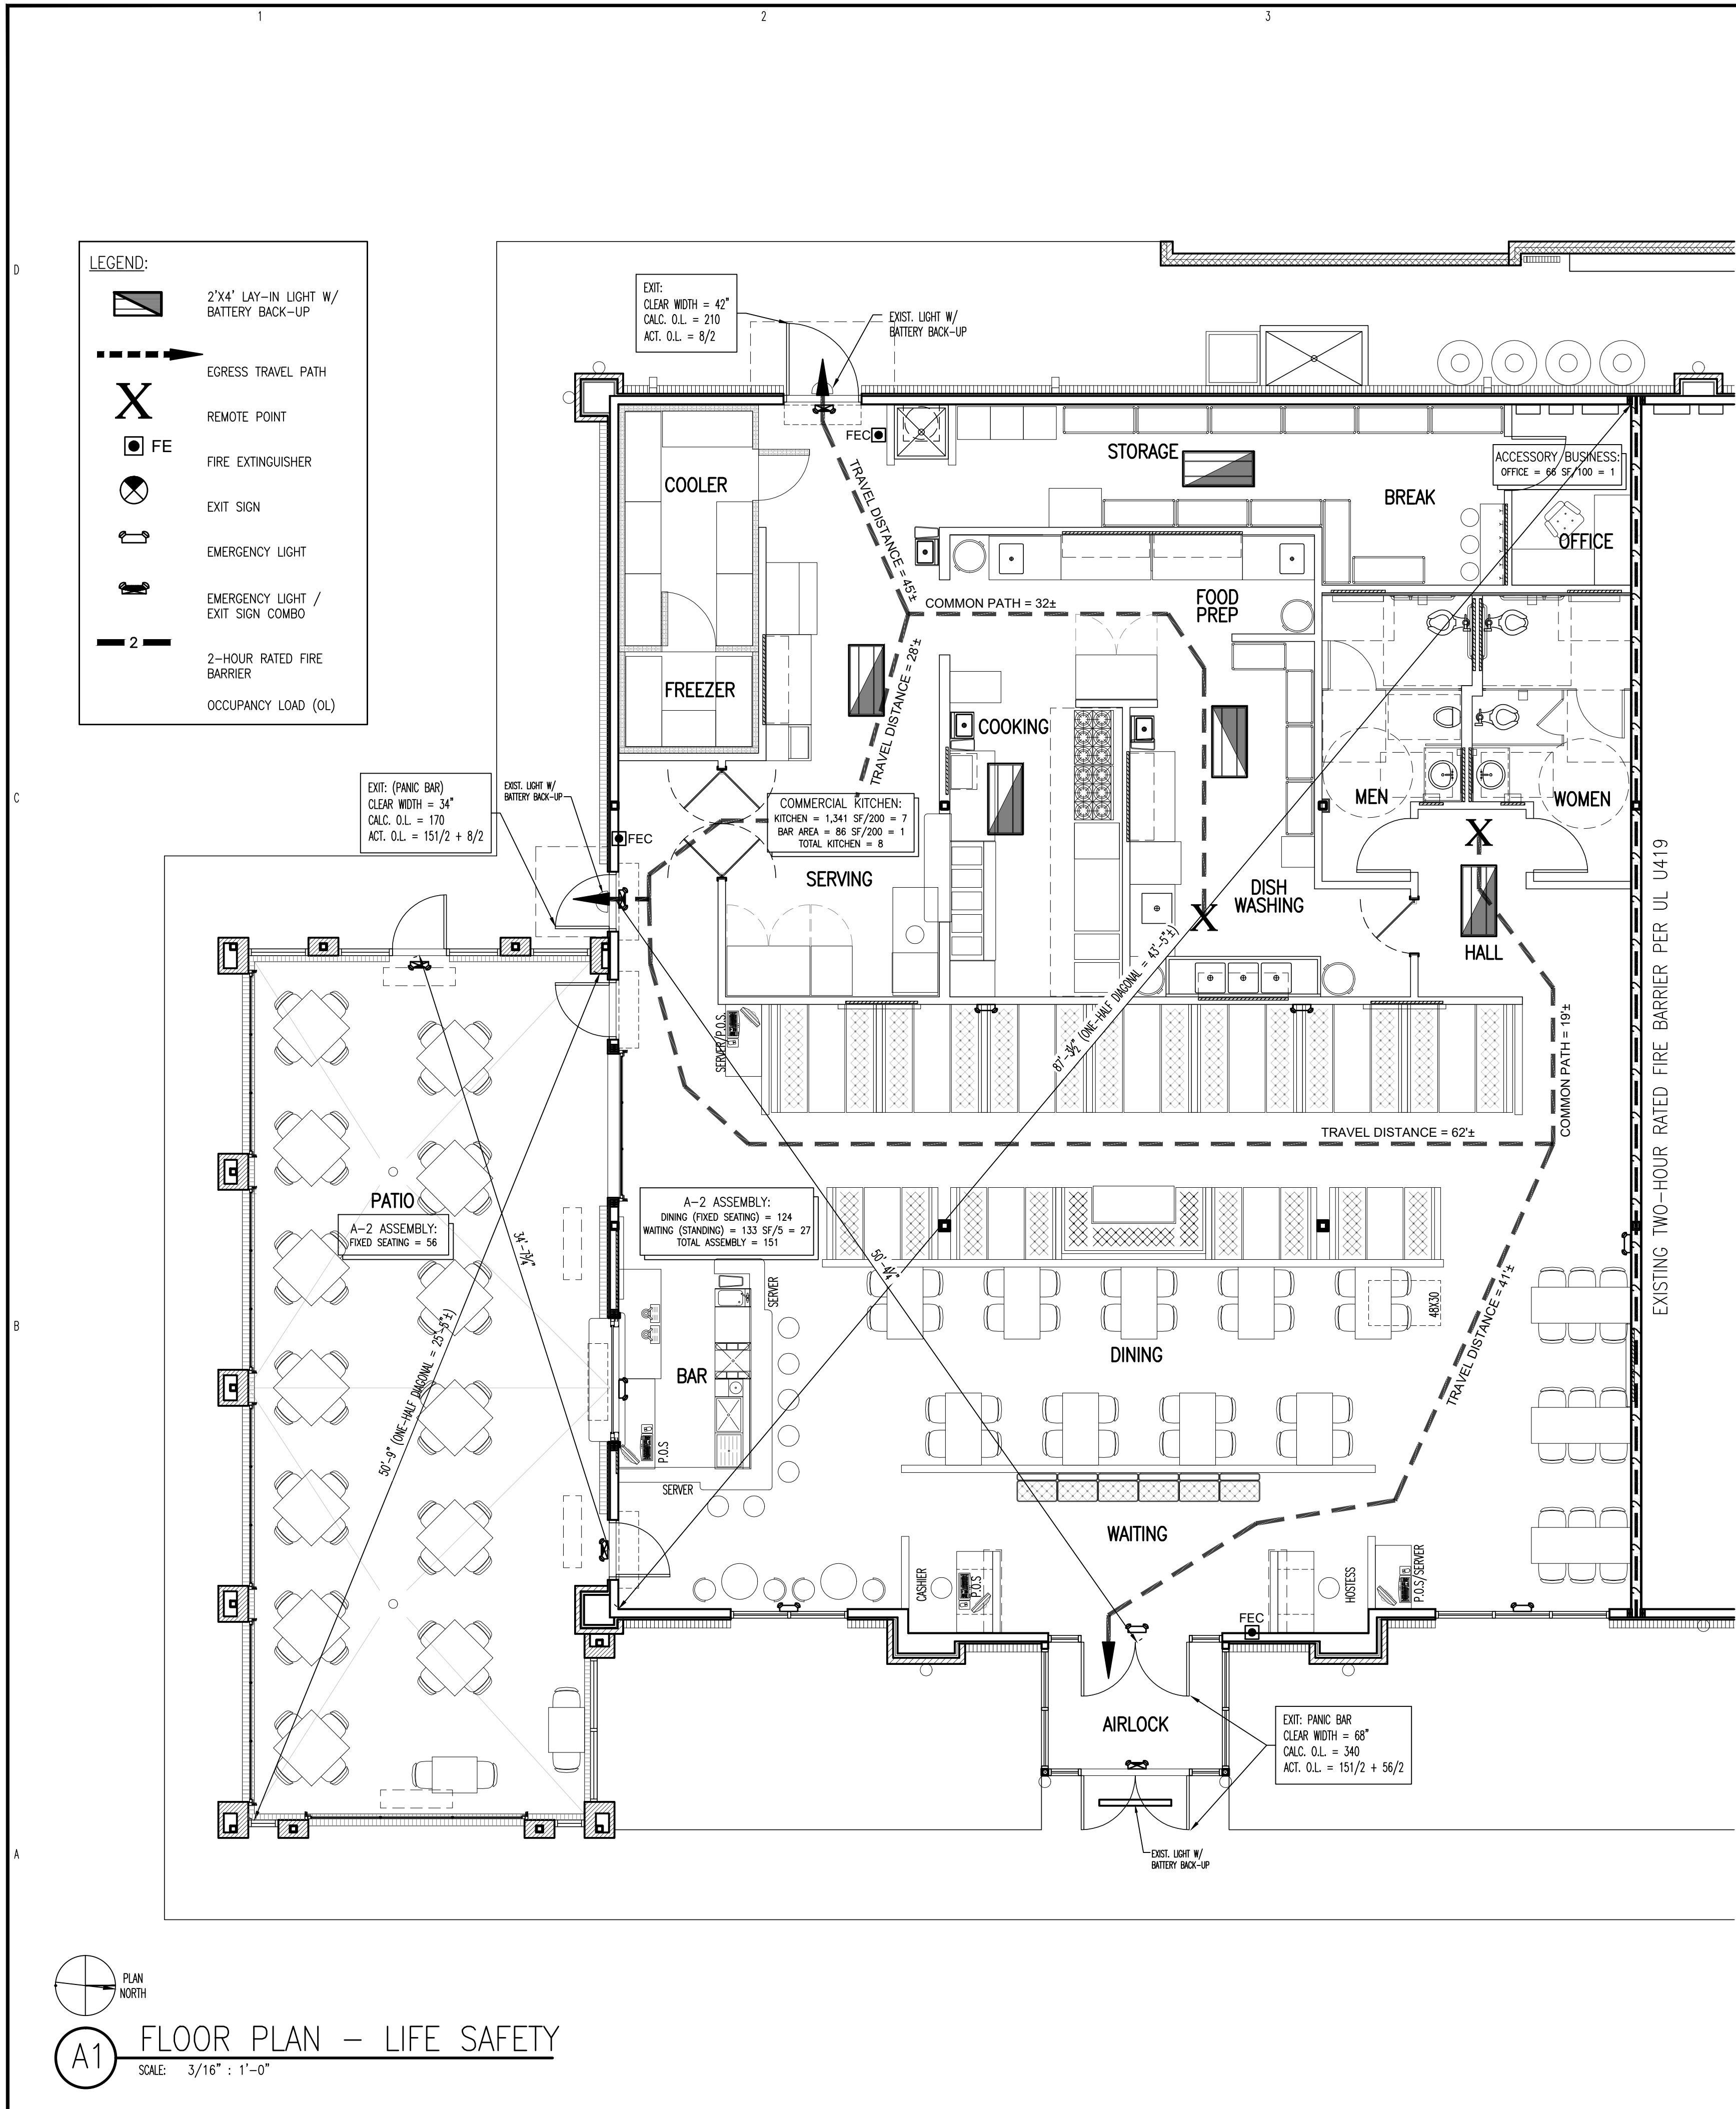 1
2
3
D
C
B
A
LEGEND:
2'X4' LAY-IN LIGHT W/
BATTERY BACK-UP
EGRESS TRAVEL PATH
X
REMOTE POINT
FE
FIRE EXTINGUISHER
EXIT SIGN
EMERGENCY LIGHT
EMERGENCY LIGHT /
EXIT SIGN COMBO
2
2-HOUR RATED FIRE
BARRIER
OCCUPANCY LOAD (OL)
EXIT:
CLEAR WIDTH = 42"
CALC. O.L. = 210
ACT. O.L. = 8/2
EXIST. LIGHT W/
BATTERY BACK-UP
FEC
COOLER
TRAVEL DISTANCE = 45'±
STORAGE
BREAK
ACCESSORY BUSINESS:
OFFICE = 66 SF/100 = 1
OFFICE
COMMON PATH = 32±
FOOD
PREP
FREEZER
TRAVEL DISTANCE = 28'±
COOKING
EXIT: (PANIC BAR)
CLEAR WIDTH = 34"
CALC. O.L. = 170
ACT. O.L. = 151/2 + 8/2
EXIST. LIGHT W/
BATTERY BACK-UP
FEC
COMMERCIAL KITCHEN:
KITCHEN = 1,341 SF/200 = 7
BAR AREA = 86 SF/200 = 1
TOTAL KITCHEN = 8
MEN
WOMEN
X
SERVING
DISH
WASHING
X
HALL
EXISTING TWO-HOUR RATED FIRE BARRIER PER UL U419
87'-3½" (ONE-HALF DIAGONAL = 43'-5"±)
SERVER/P.O.S.
COMMON PATH = 19'±
TRAVEL DISTANCE = 62'±
PATIO
A-2 ASSEMBLY:
FIXED SEATING = 56
34'-7¾"
A-2 ASSEMBLY:
DINING (FIXED SEATING) = 124
WAITING (STANDING) = 133 SF/5 = 27
TOTAL ASSEMBLY = 151
50'-4¼"
SERVER
48X30
TRAVEL DISTANCE = 41'±
50'-9" (ONE-HALF DIAGONAL = 25'-5"±)
BAR
DINING
P.O.S
SERVER
WAITING
CASHIER
P.O.S
HOSTESS
P.O.S/SERVER
FEC
AIRLOCK
EXIT: PANIC BAR
CLEAR WIDTH = 68"
CALC. O.L. = 340
ACT. O.L. = 151/2 + 56/2
EXIST. LIGHT W/
BATTERY BACK-UP
PLAN
NORTH
A1
FLOOR PLAN - LIFE SAFETY
SCALE: 3/16" : 1'-0"